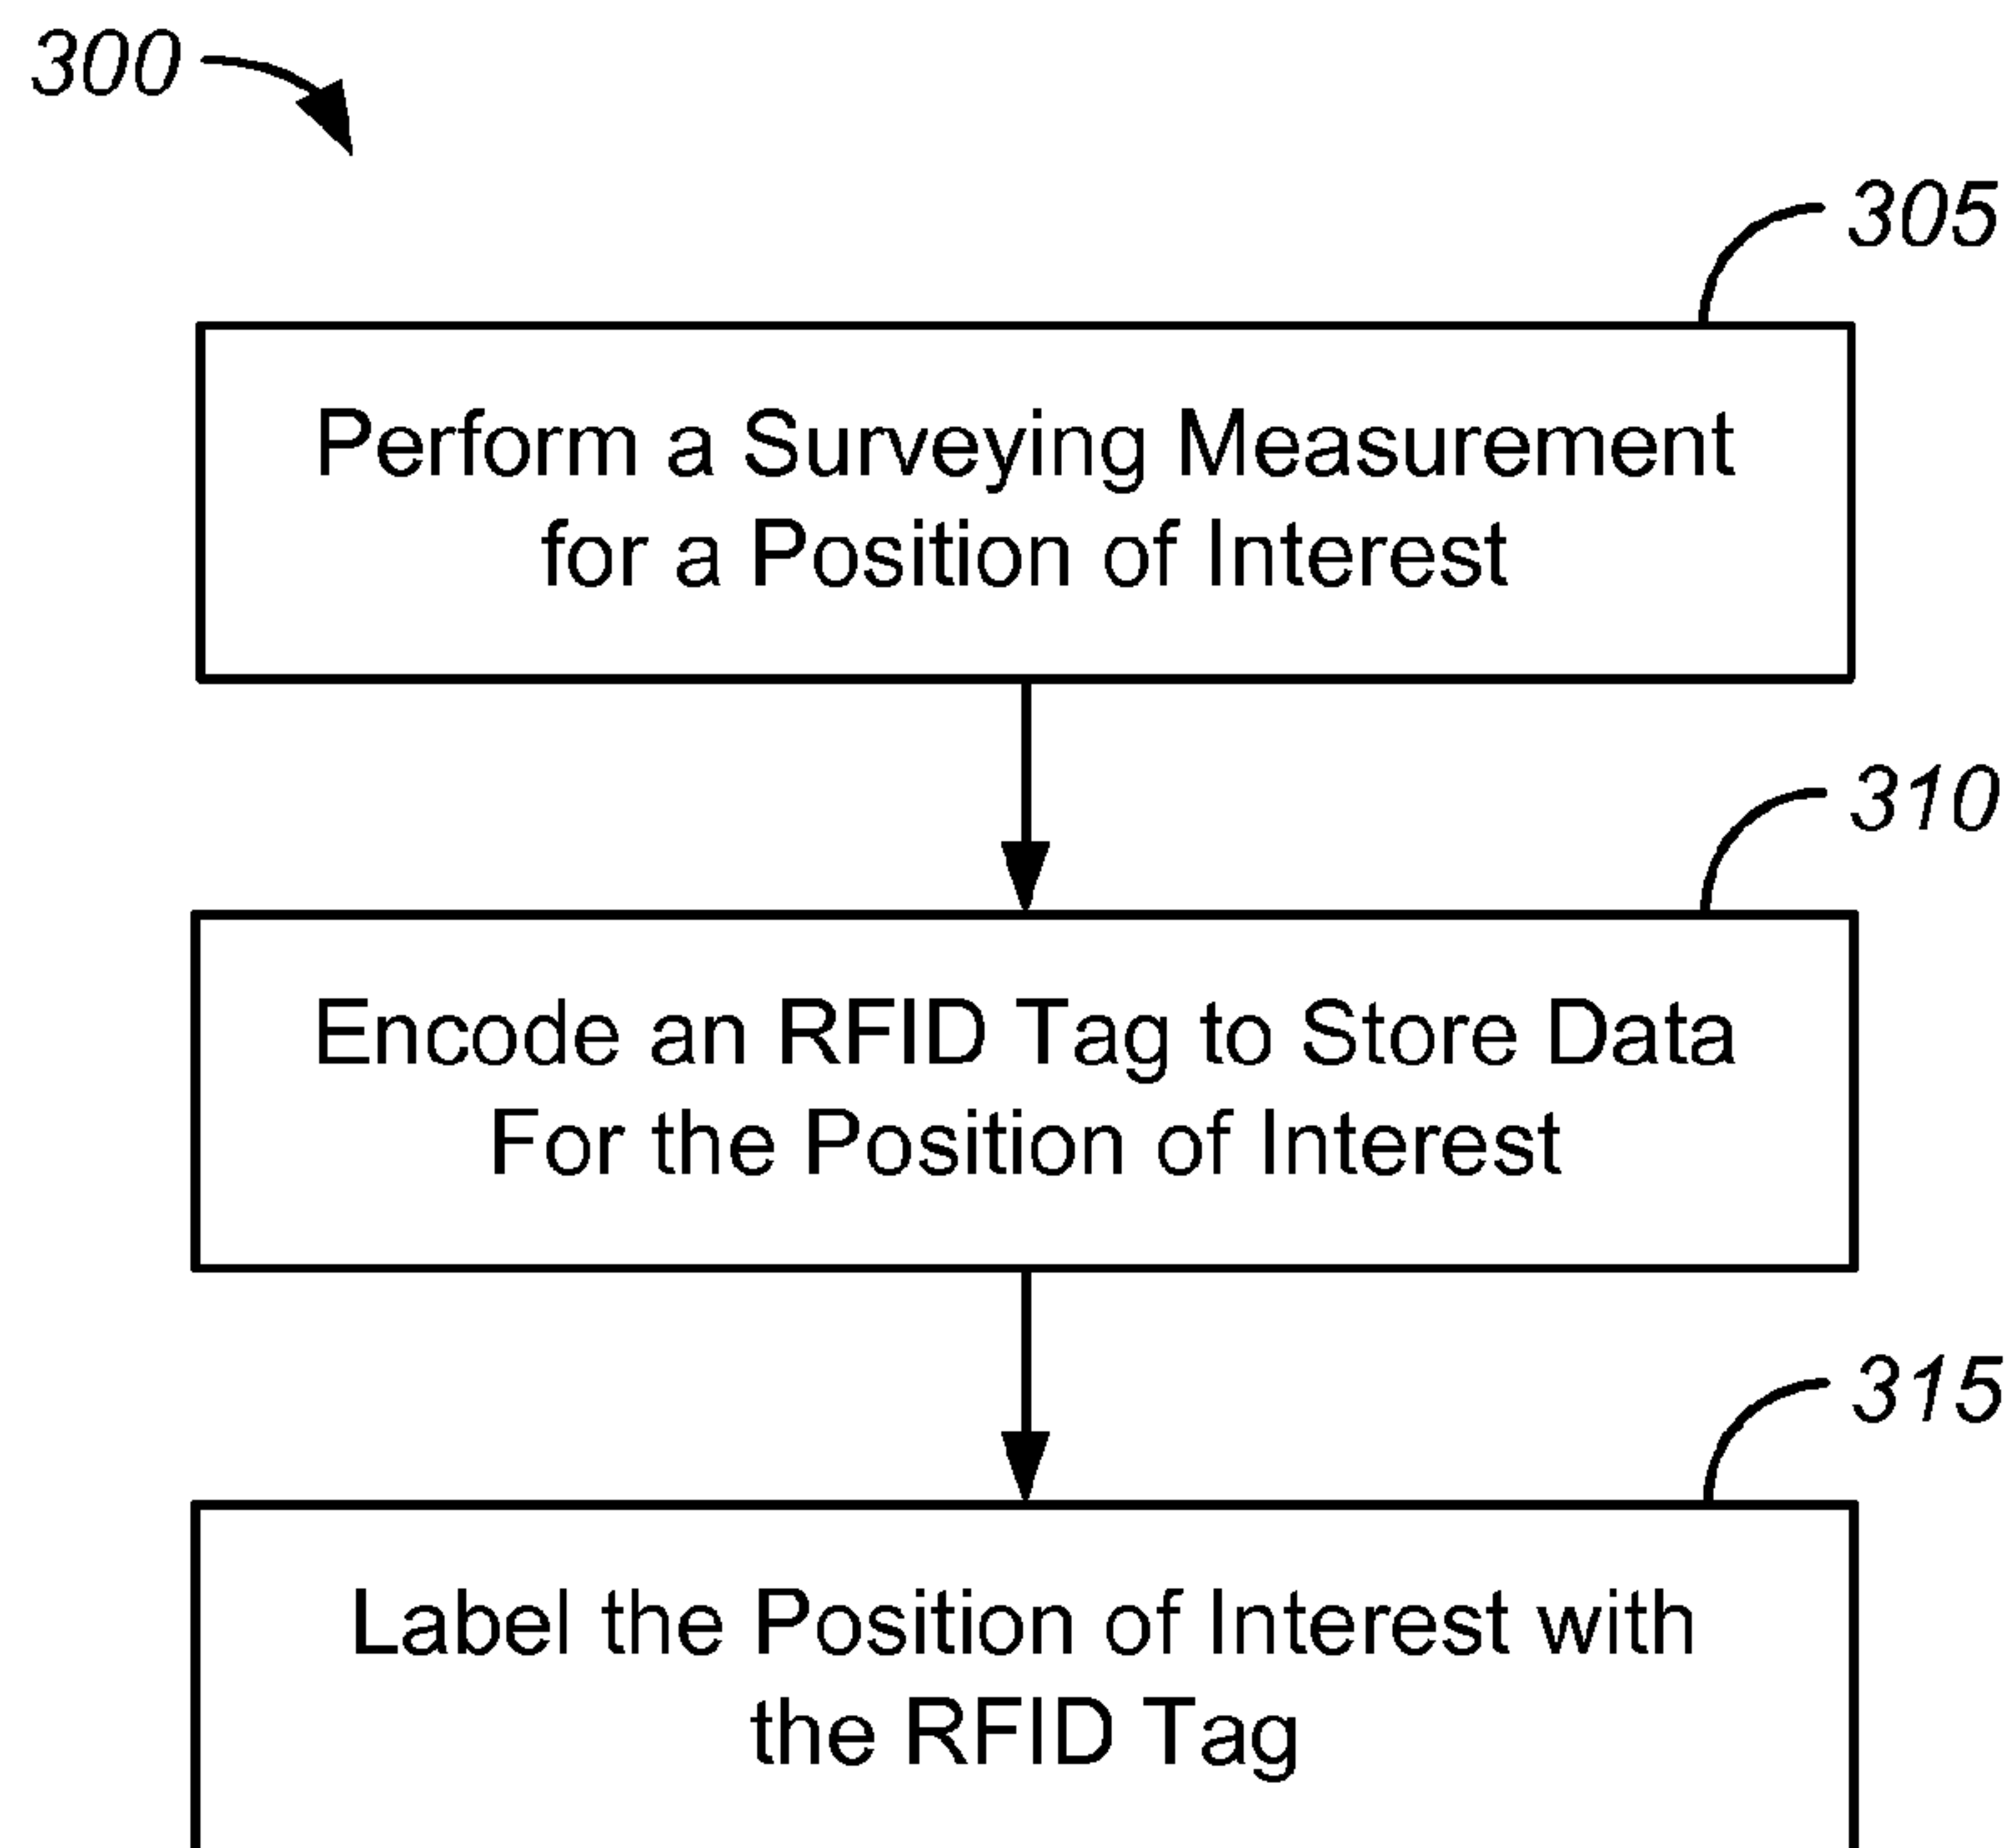 300
305
Perform a Surveying Measurement
for a Position of Interest
310
Encode an RFID Tag to Store Data
For the Position of Interest
315
Label the Position of Interest with
the RFID Tag